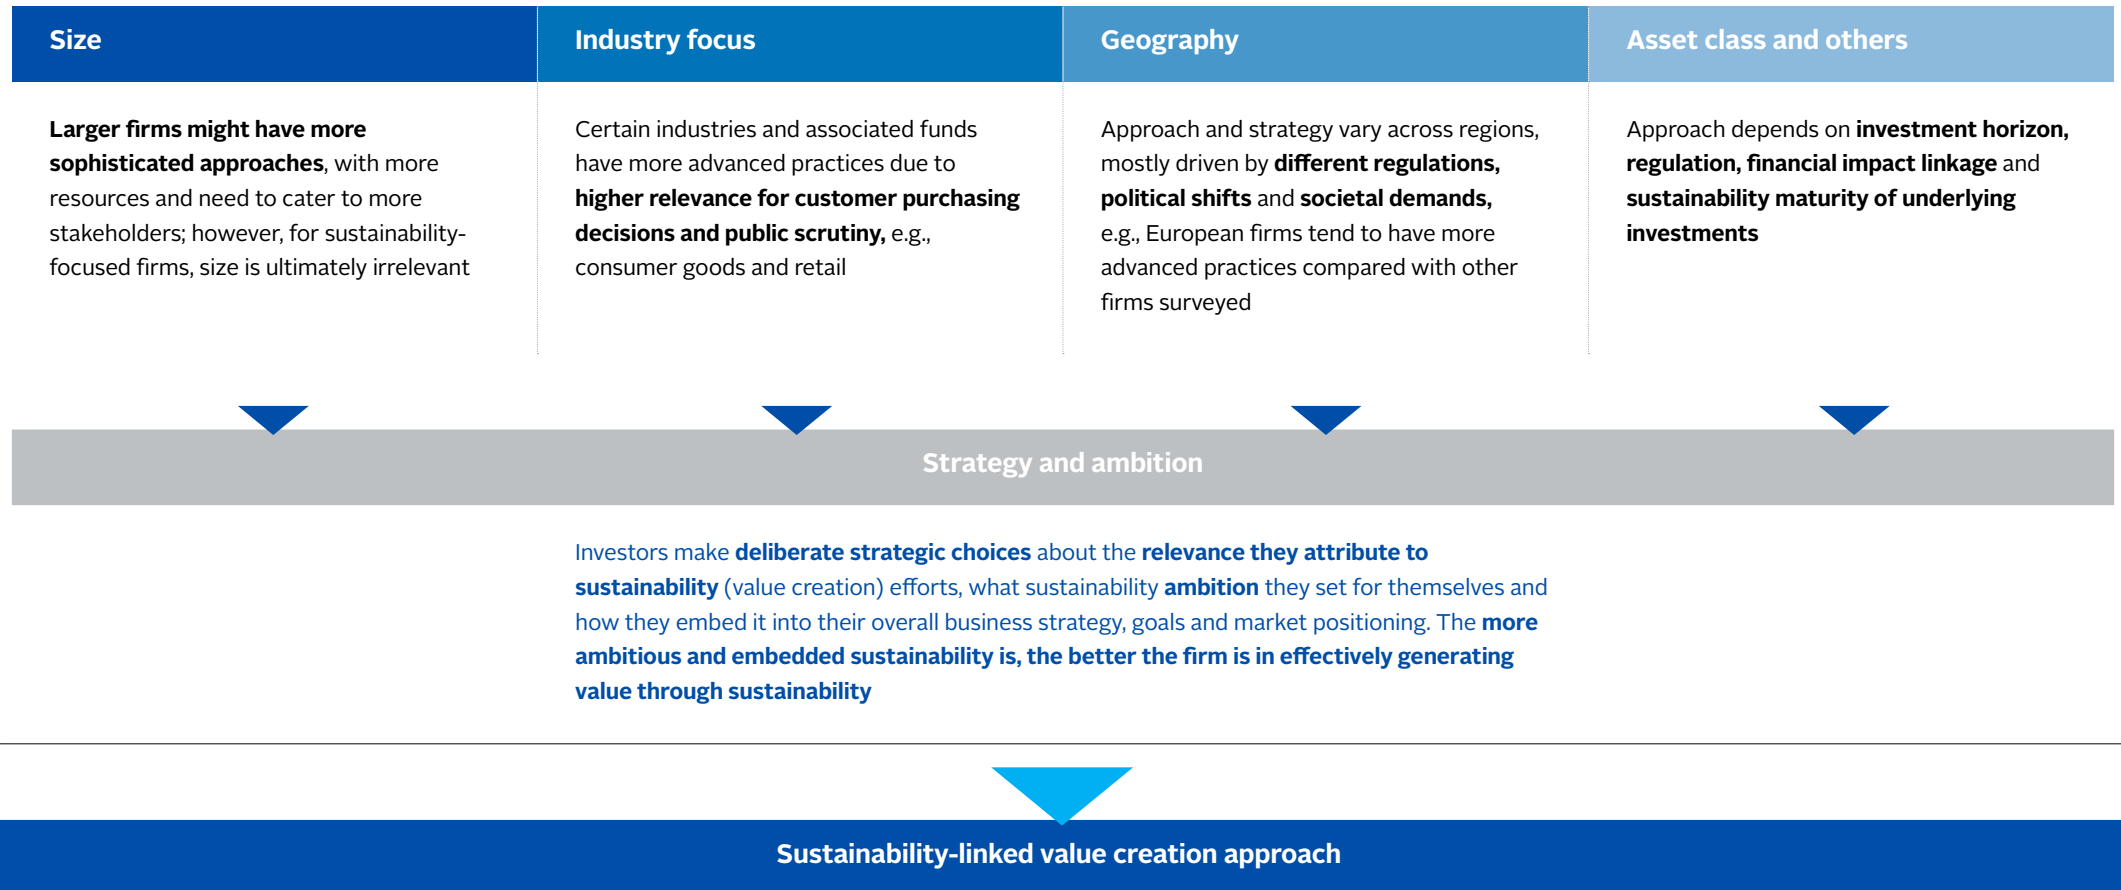 Size
Industry focus
Geography
Asset class and others
Larger firms might have more
sophisticated approaches, with more
resources and need to cater to more
stakeholders; however, for sustainability-
focused firms, size is ultimately irrelevant
Certain industries and associated funds
have more advanced practices due to
higher relevance for customer purchasing
decisions and public scrutiny, e.g.,
consumer goods and retail
Approach and strategy vary across regions,
mostly driven by different regulations,
political shifts and societal demands,
e.g., European firms tend to have more
advanced practices compared with other
firms surveyed
Approach depends on investment horizon,
regulation, financial impact linkage and
sustainability maturity of underlying
investments
Strategy and ambition
Investors make deliberate strategic choices about the relevance they attribute to
sustainability (value creation) efforts, what sustainability ambition they set for themselves and
how they embed it into their overall business strategy, goals and market positioning. The more
ambitious and embedded sustainability is, the better the firm is in effectively generating
value through sustainability
Sustainability-linked value creation approach